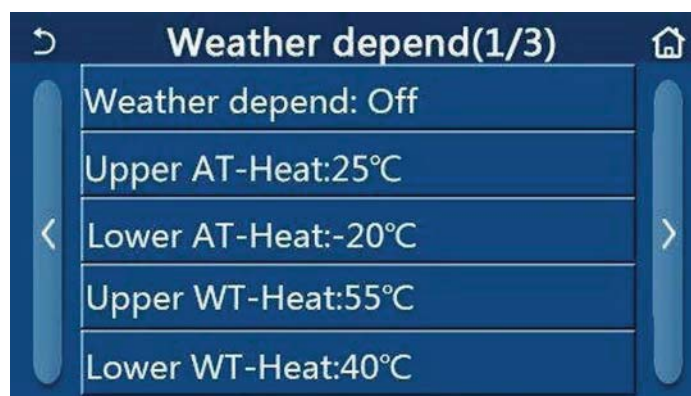 Weather depend(1/3)
Weather depend: Off
Upper AT-Heat:25℃
Lower AT-Heat:-20℃
Upper WT-Heat:55℃
Lower WT-Heat:40℃